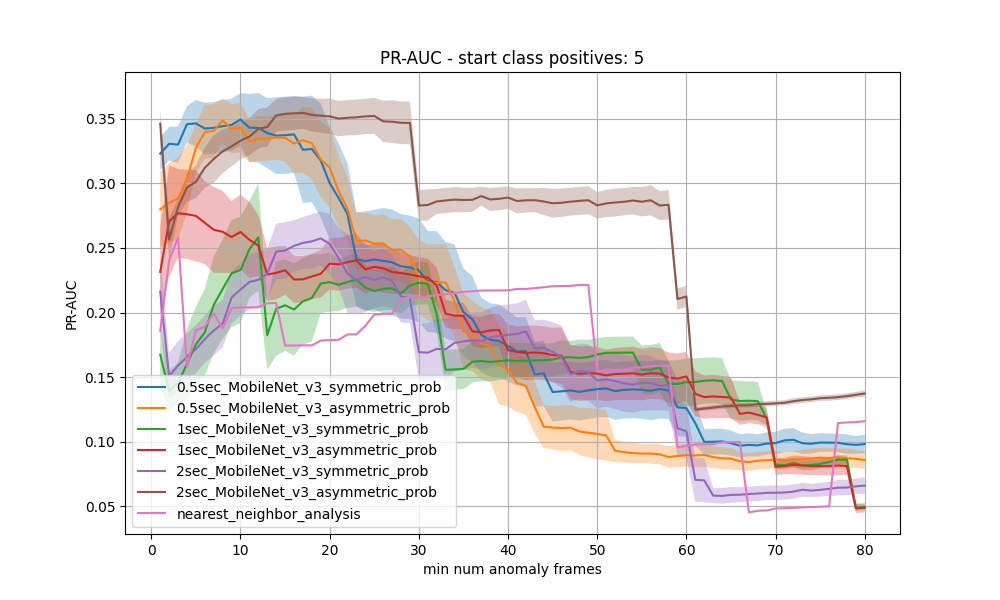 PR-AUC - start class positives: 5
PR-AUC
0.35
0.30
0.25
0.20
0.15
0.10
0.05
0.5sec_MobileNet_v3_symmetric_prob
0.5sec_MobileNet_v3_asymmetric_prob
1sec_MobileNet_v3_symmetric_prob
1sec_MobileNet_v3_asymmetric_prob
2sec_MobileNet_v3_symmetric_prob
2sec_MobileNet_v3_asymmetric_prob
nearest_neighbor_analysis
0 10 20 30 40 50 60 70 80
min num anomaly frames